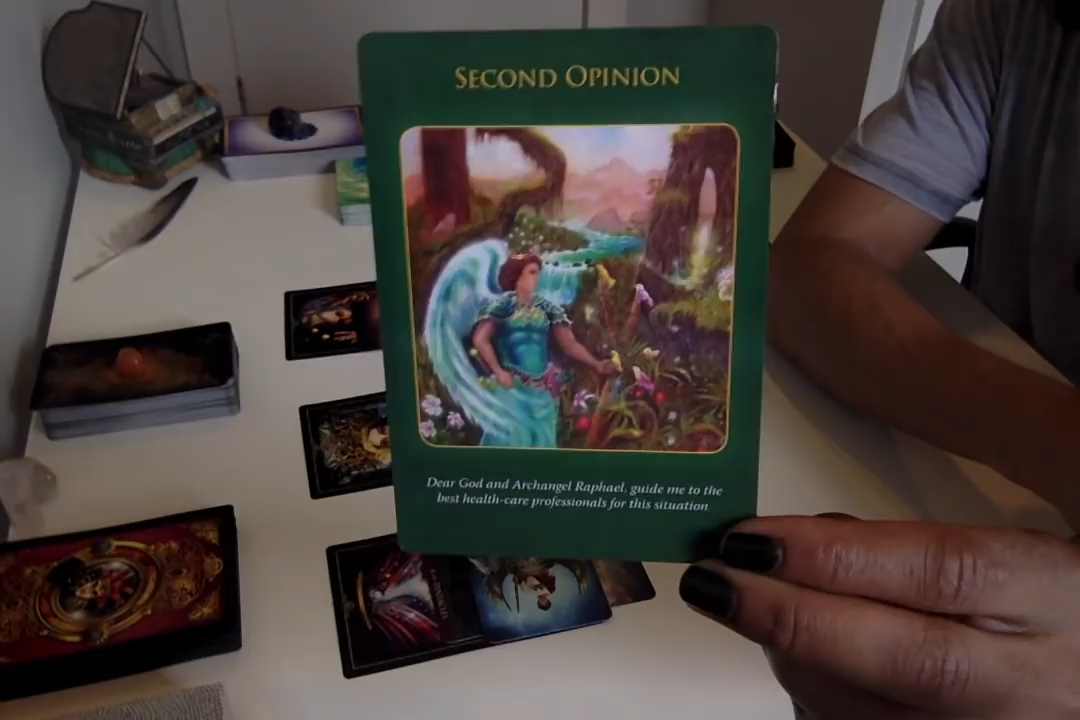 SECOND OPINION
Dear God and Archangel Raphael, guide me to the
best health-care professionals for this situation.